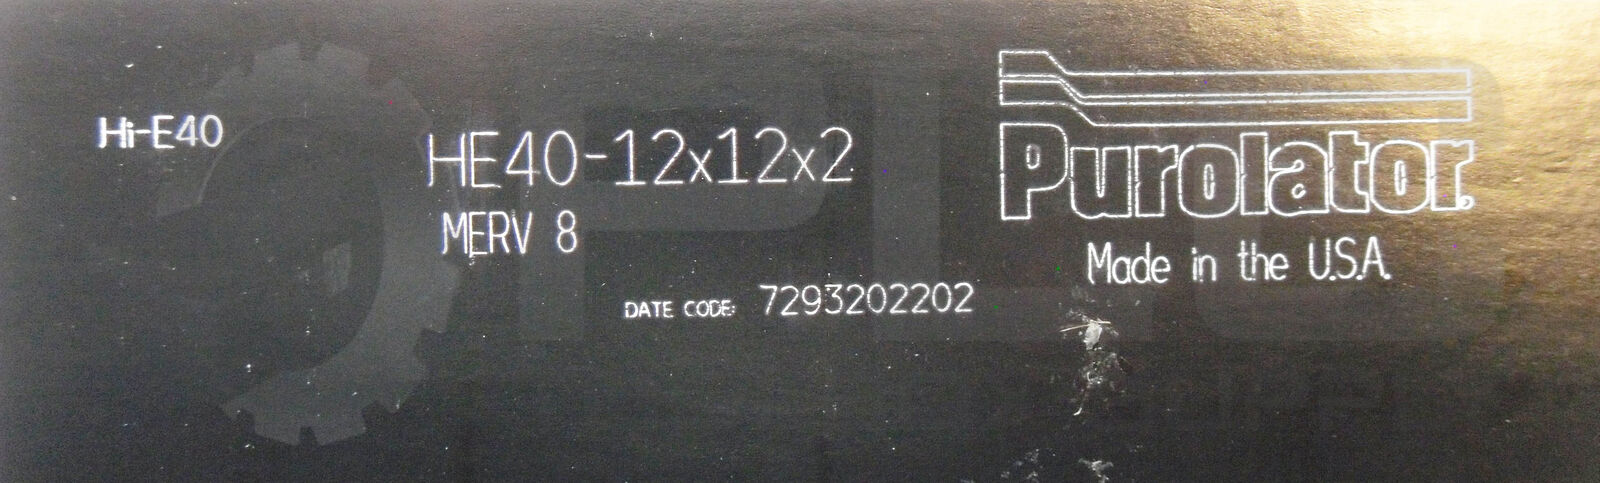 Hi-E40
HE40-12x12x2
MERV 8
DATE CODE: 7293202202
Purolator
Made in the U.S.A.